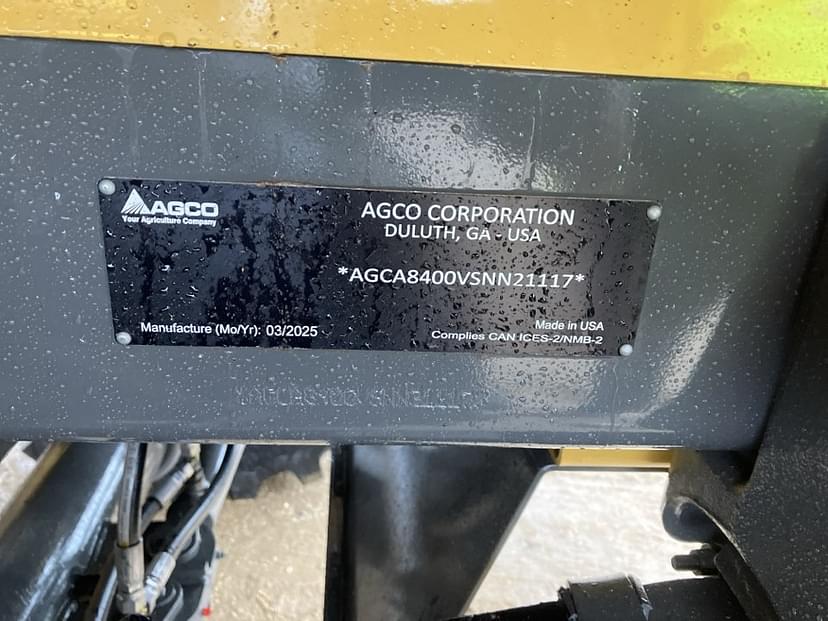 AGCO
Your Agriculture Company
AGCO CORPORATION
DULUTH, GA - USA
*AGCA8400VSNN21117*
Manufacture (Mo/Yr): 03/2025
Made in USA
Complies CAN ICES-2/NMB-2